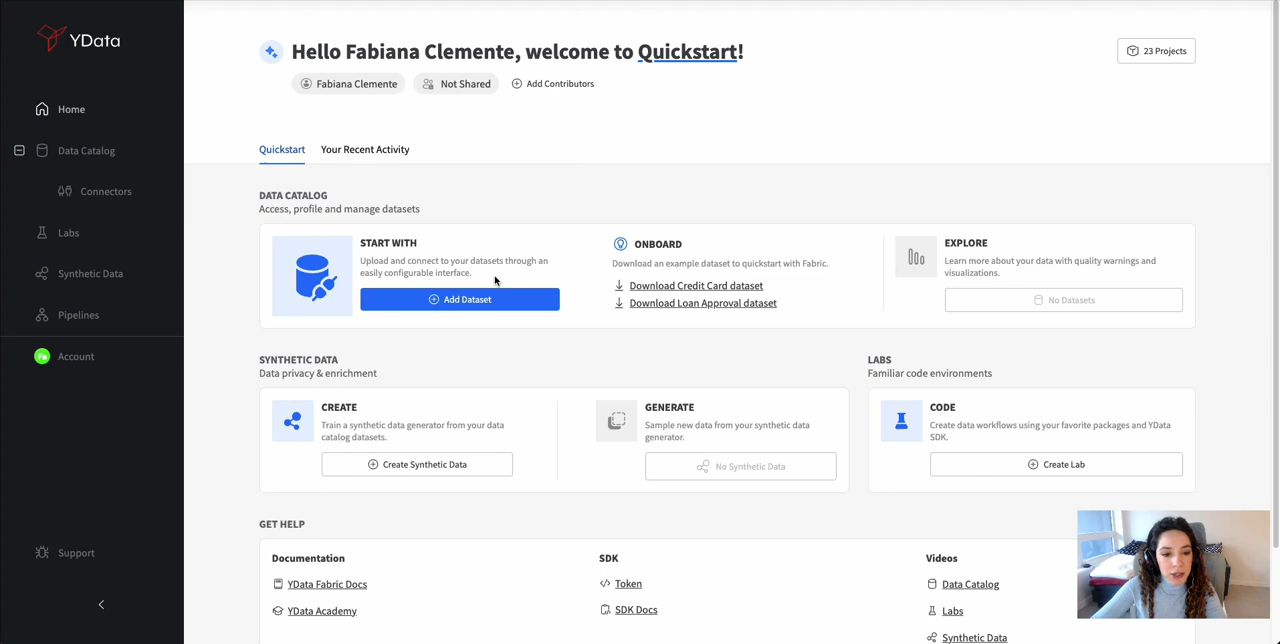 YData
Home
Data Catalog
Connectors
Labs
Synthetic Data
Pipelines
Fa
Account
Support
Hello Fabiana Clemente, welcome to Quickstart!
23 Projects
Fabiana Clemente
Not Shared
Add Contributors
Quickstart
Your Recent Activity
DATA CATALOG
Access, profile and manage datasets
START WITH
Upload and connect to your datasets through an
easily configurable interface.
Add Dataset
ONBOARD
Download an example dataset to quickstart with Fabric.
Download Credit Card dataset
Download Loan Approval dataset
EXPLORE
Learn more about your data with quality warnings and
visualizations.
No Datasets
SYNTHETIC DATA
Data privacy & enrichment
CREATE
Train a synthetic data generator from your data
catalog datasets.
Create Synthetic Data
GENERATE
Sample new data from your synthetic data
generator.
No Synthetic Data
LABS
Familiar code environments
CODE
Create data workflows using your favorite packages and YData
SDK.
Create Lab
GET HELP
Documentation
YData Fabric Docs
YData Academy
SDK
Token
SDK Docs
Videos
Data Catalog
Labs
Synthetic Data